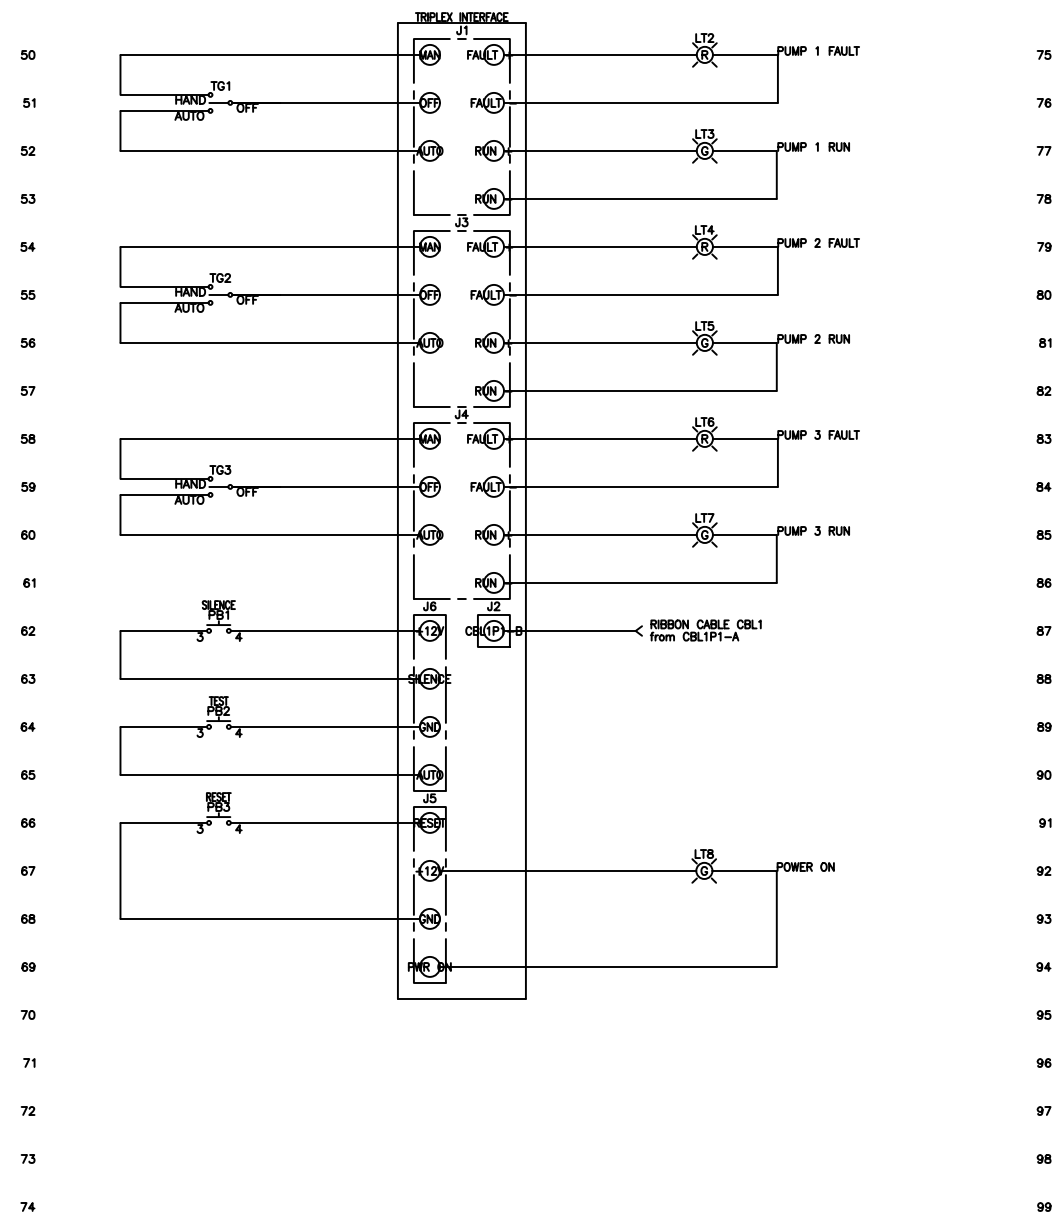 TRIPLEX INTERFACE
J1
50 MAN FAULT LT2 R PUMP 1 FAULT 75
TG1
51 HAND OFF OFF FAULT 76
AUTO
52 AUTO RUN LT3 G PUMP 1 RUN 77
53 RUN 78
J3
54 MAN FAULT LT4 R PUMP 2 FAULT 79
TG2
55 HAND OFF OFF FAULT 80
AUTO
56 AUTO RUN LT5 G PUMP 2 RUN 81
57 RUN 82
J4
58 MAN FAULT LT6 R PUMP 3 FAULT 83
TG3
59 HAND OFF OFF FAULT 84
AUTO
60 AUTO RUN LT7 G PUMP 3 RUN 85
61 RUN 86
SILENCE J6 J2
PB1
62 3 4 +12V CBL1P1-B RIBBON CABLE CBL1 87
from CBL1P1-A
63 SILENCE 88
TEST
PB2
64 3 4 GND 89
65 AUTO 90
RESET J5
PB3
66 3 4 RESET 91
67 +12V LT8 G POWER ON 92
68 GND 93
69 PWR ON 94
70 95
71 96
72 97
73 98
74 99